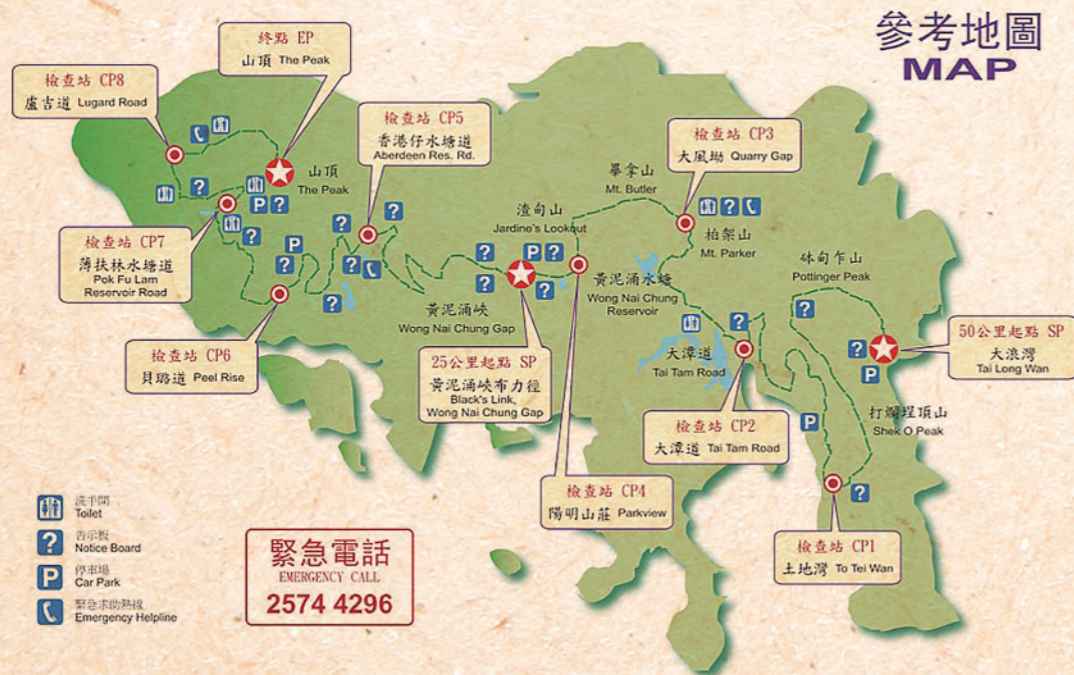 參考地圖
MAP
終點 EP
山頂 The Peak
檢查站 CP8
盧吉道 Lugard Road
檢查站 CP5
香港仔水塘道
Aberdeen Res. Rd.
檢查站 CP3
大風坳 Quarry Gap
山頂
The Peak
畢拿山
Mt. Butler
渣甸山
Jardine's Lookout
柏架山
Mt. Parker
砵甸乍山
Pottinger Peak
檢查站 CP7
薄扶林水塘道
Pok Fu Lam
Reservoir Road
黃泥涌水塘
Wong Nai Chung
Reservoir
黃泥涌峽
Wong Nai Chung Gap
檢查站 CP6
貝璐道 Peel Rise
25公里起點 SP
黃泥涌峽布力徑
Black's Link,
Wong Nai Chung Gap
大潭道
Tai Tam Road
50公里起點 SP
大浪灣
Tai Long Wan
檢查站 CP2
大潭道 Tai Tam Road
打爛埕頂山
Shek O Peak
檢查站 CP4
陽明山莊 Parkview
檢查站 CP1
土地灣 To Tei Wan
洗手間
Toilet
告示板
Notice Board
停車場
Car Park
緊急求助熱線
Emergency Helpline
緊急電話
EMERGENCY CALL
2574 4296